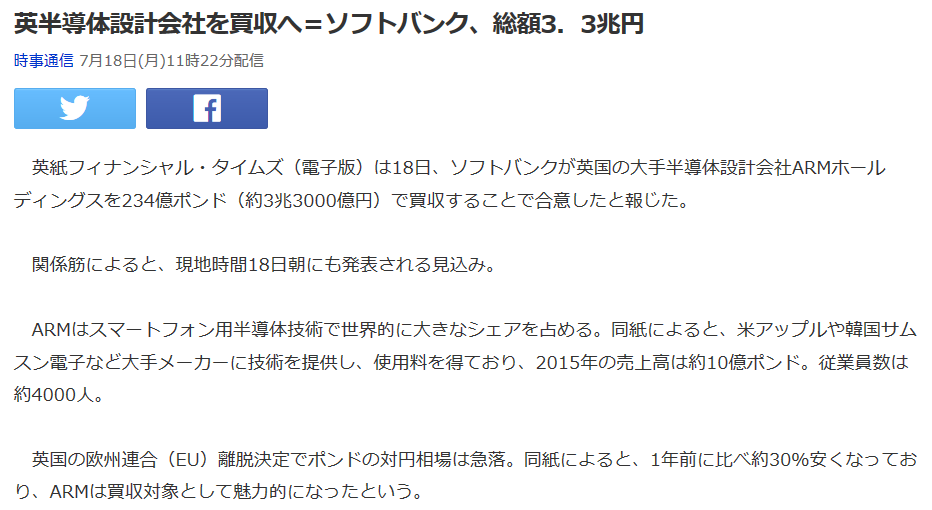 英半導体設計会社を買収へ＝ソフトバンク、総額3．3兆円
時事通信 7月18日(月)11時22分配信
　英紙フィナンシャル・タイムズ（電子版）は18日、ソフトバンクが英国の大手半導体設計会社ARMホール
ディングスを234億ポンド（約3兆3000億円）で買収することで合意したと報じた。
　関係筋によると、現地時間18日朝にも発表される見込み。
　ARMはスマートフォン用半導体技術で世界的に大きなシェアを占める。同紙によると、米アップルや韓国サム
スン電子など大手メーカーに技術を提供し、使用料を得ており、2015年の売上高は約10億ポンド。従業員数は
約4000人。
　英国の欧州連合（EU）離脱決定でポンドの対円相場は急落。同紙によると、1年前に比べ約30％安くなってお
り、ARMは買収対象として魅力的になったという。